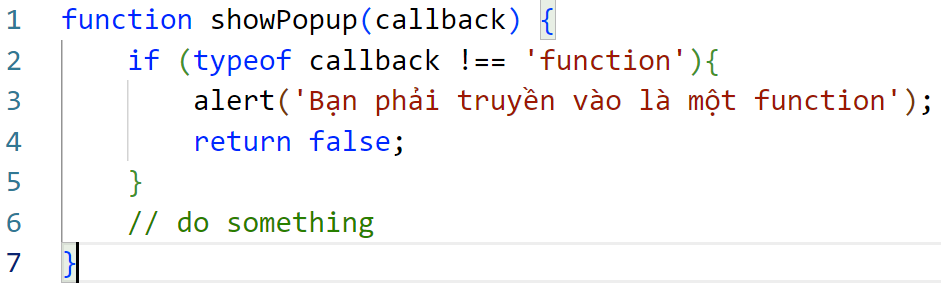 1 function showPopup(callback) {
2 if (typeof callback !== 'function'){
3 alert('Bạn phải truyền vào là một function');
4 return false;
5 }
6 // do something
7 }